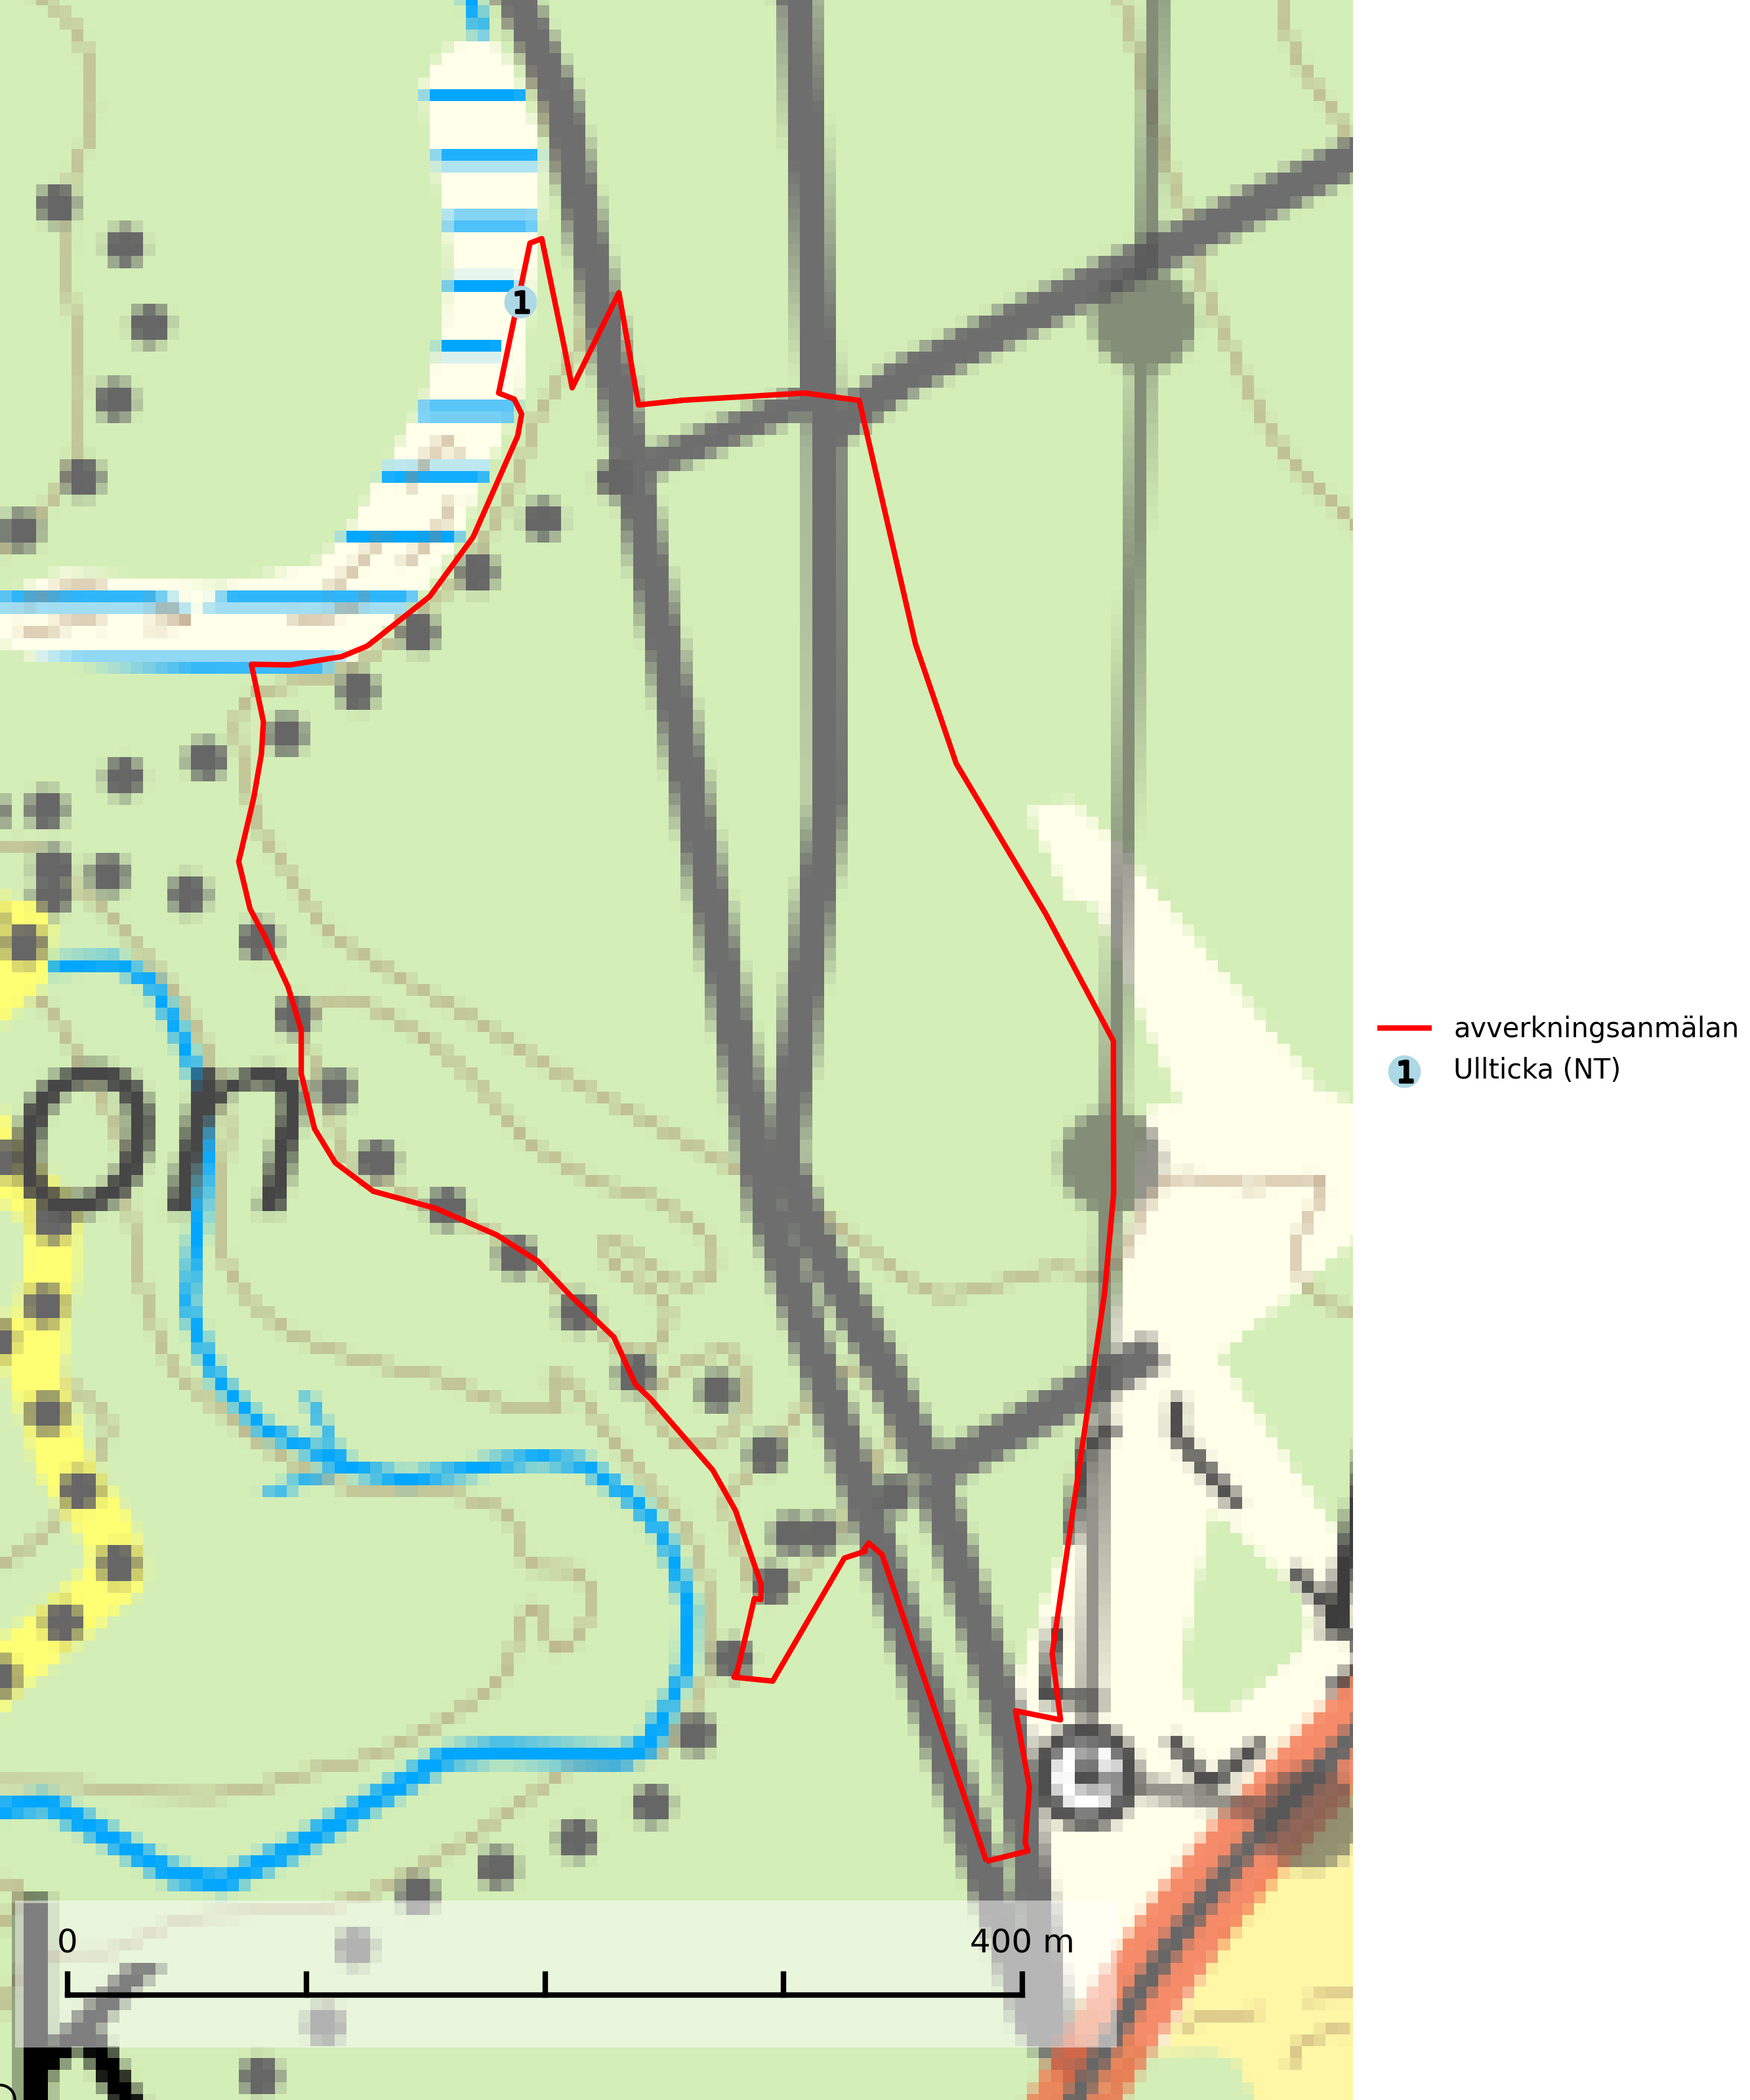 1
on
avverkningsanmälan
1 Ullticka (NT)
0 400 m